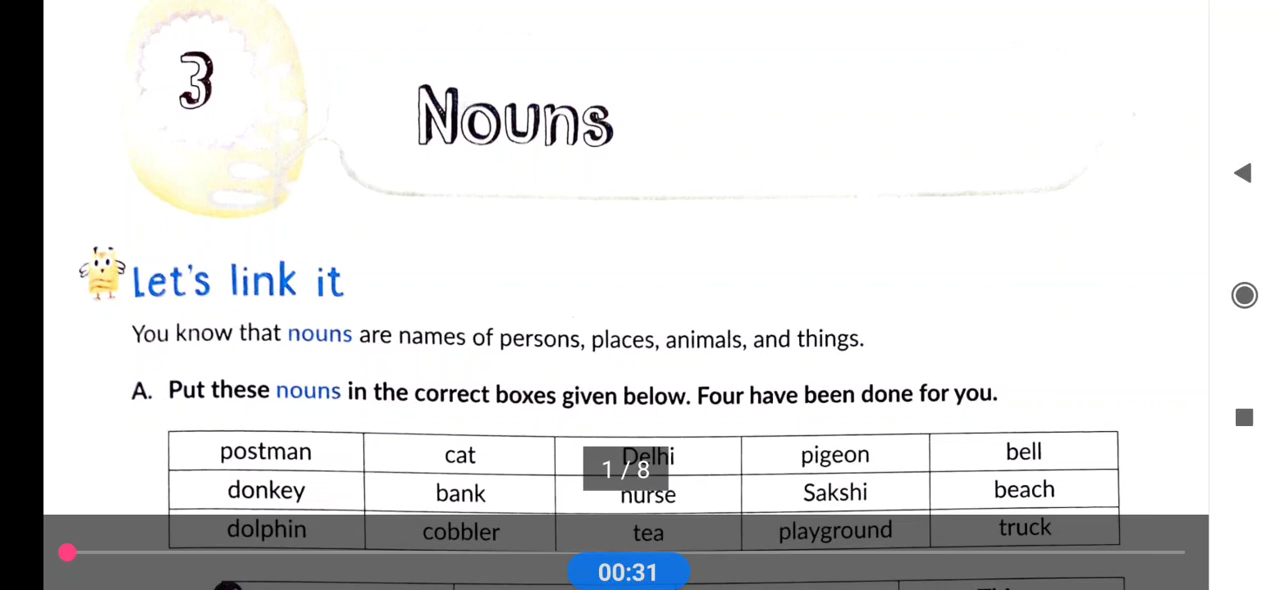 3
Nouns
Let's link it
You know that nouns are names of persons, places, animals, and things.
A. Put these nouns in the correct boxes given below. Four have been done for you.
postman cat Delhi pigeon bell
1 / 8
donkey bank nurse Sakshi beach
dolphin cobbler tea playground truck
00:31